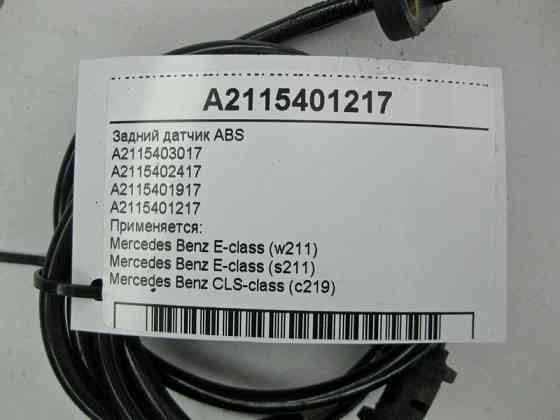 A2115401217
Задний датчик ABS
A2115403017
A2115402417
A2115401917
A2115401217
Применяется:
Mercedes Benz E-class (w211)
Mercedes Benz E-class (s211)
Mercedes Benz CLS-class (c219)